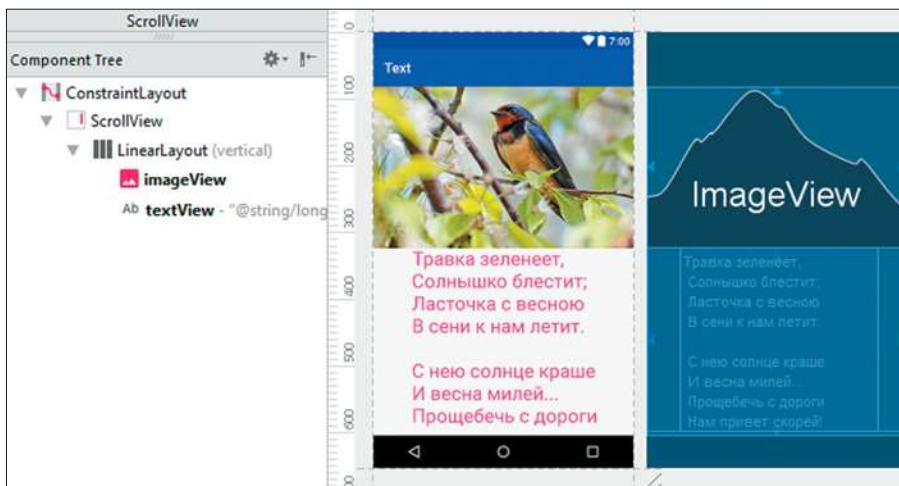 ScrollView
Component Tree
ConstraintLayout
ScrollView
LinearLayout (vertical)
imageView
Ab textView - "@string/long
0
100
200
300
400
500
600
7:00
Text
Травка зеленеет,
Солнышко блестит;
Ласточка с весною
В сени к нам летит.
С нею солнце краше
И весна милей...
Прощебечь с дороги
ImageView
Травка зеленеет,
Солнышко блестит;
Ласточка с весною
В сени к нам летит.
С нею солнце краше
И весна милей...
Прощебечь с дороги
Нам привет скорей!